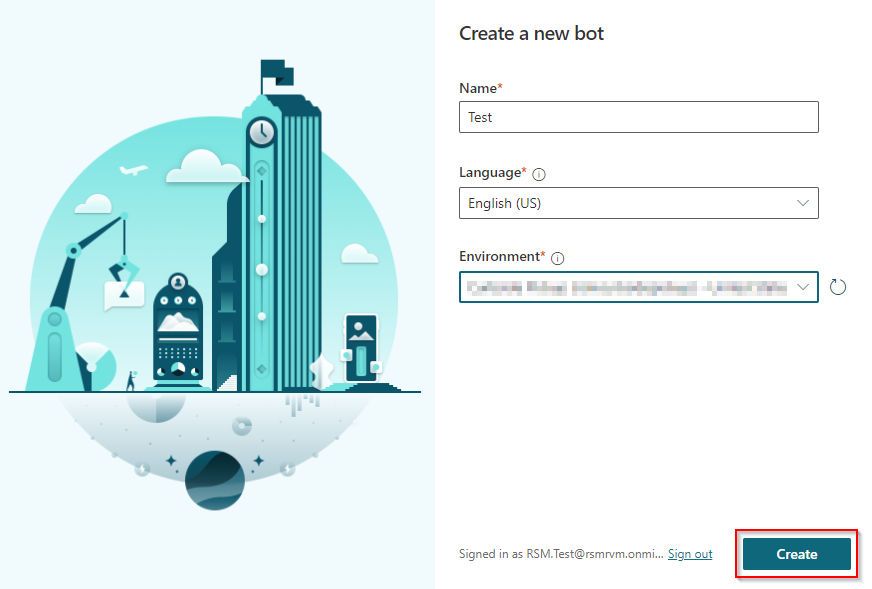 Create a new bot
Name*
Test
Language*
English (US)
Environment*
Signed in as RSM.Test@rsmrvm.onmi... Sign out
Create